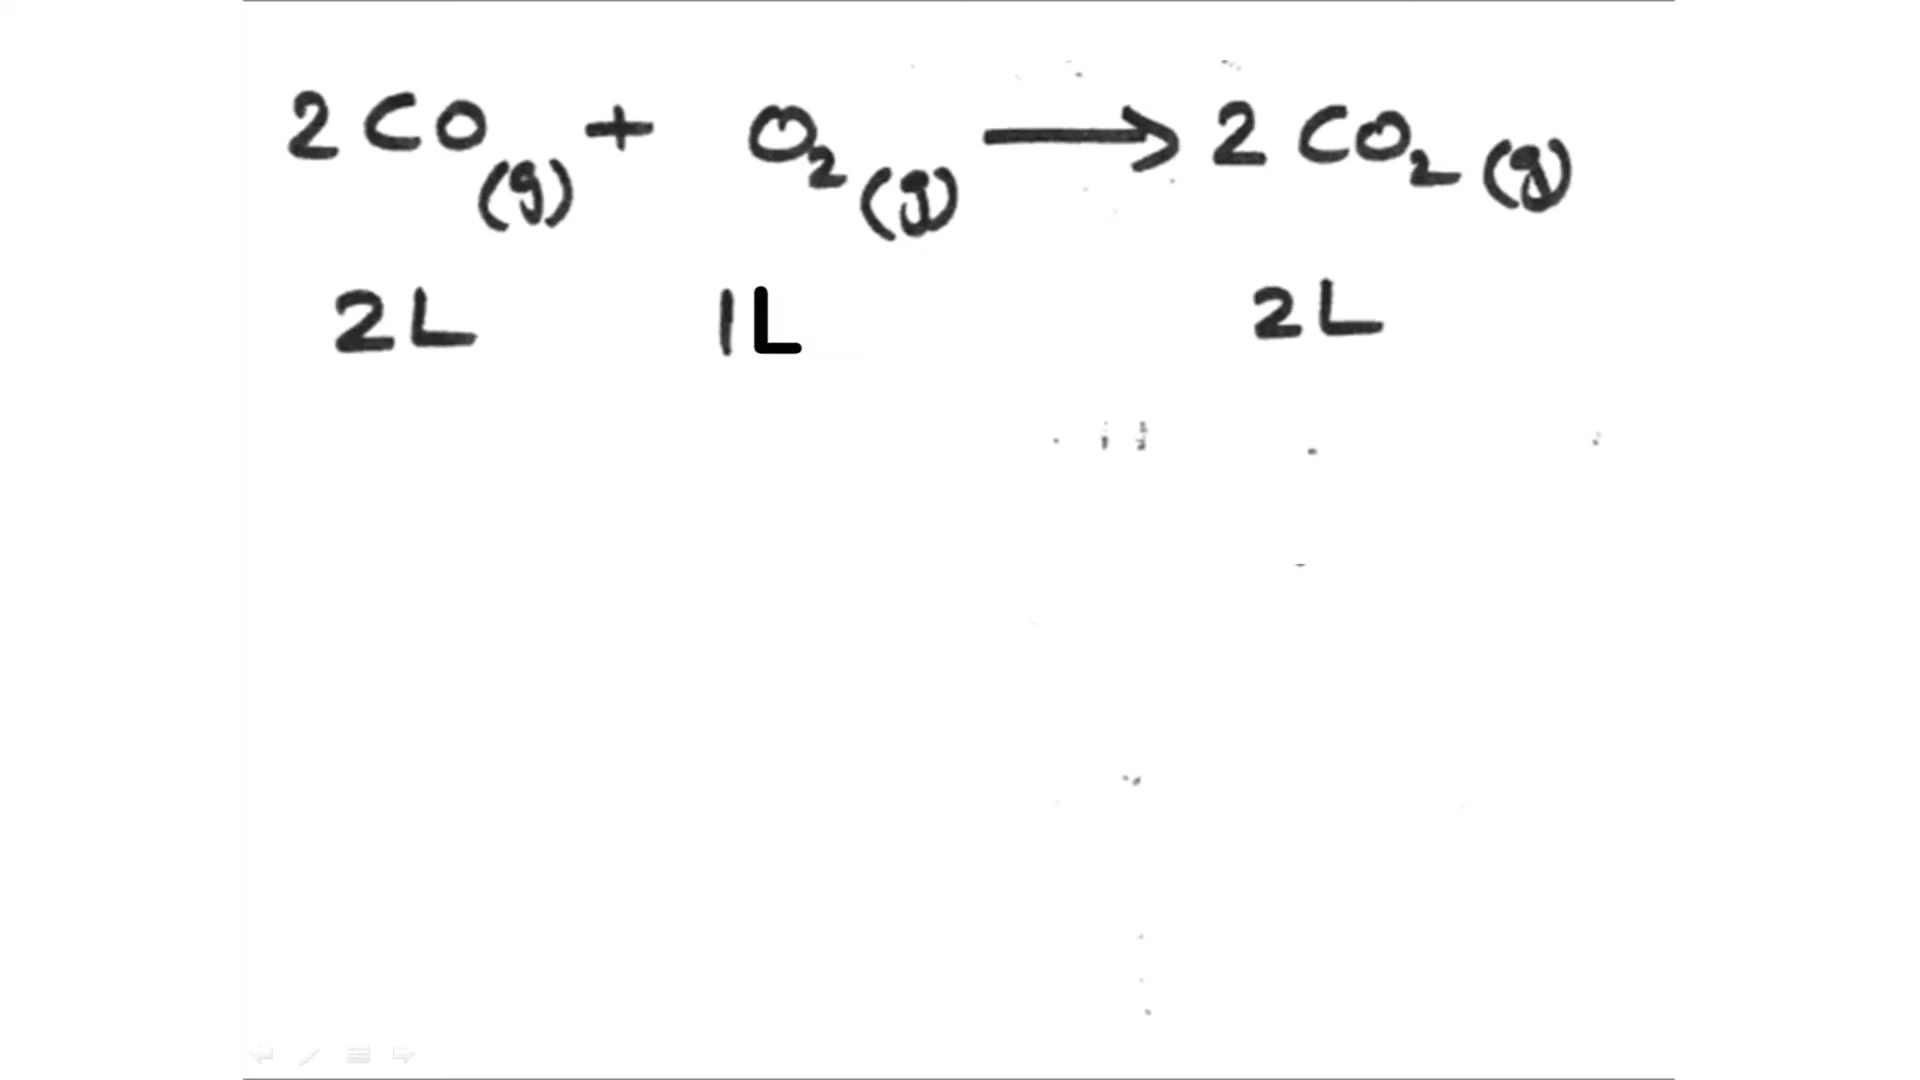 2CO(g) + O₂(g) ⟶ 2CO₂(g)
2L 1L 2L